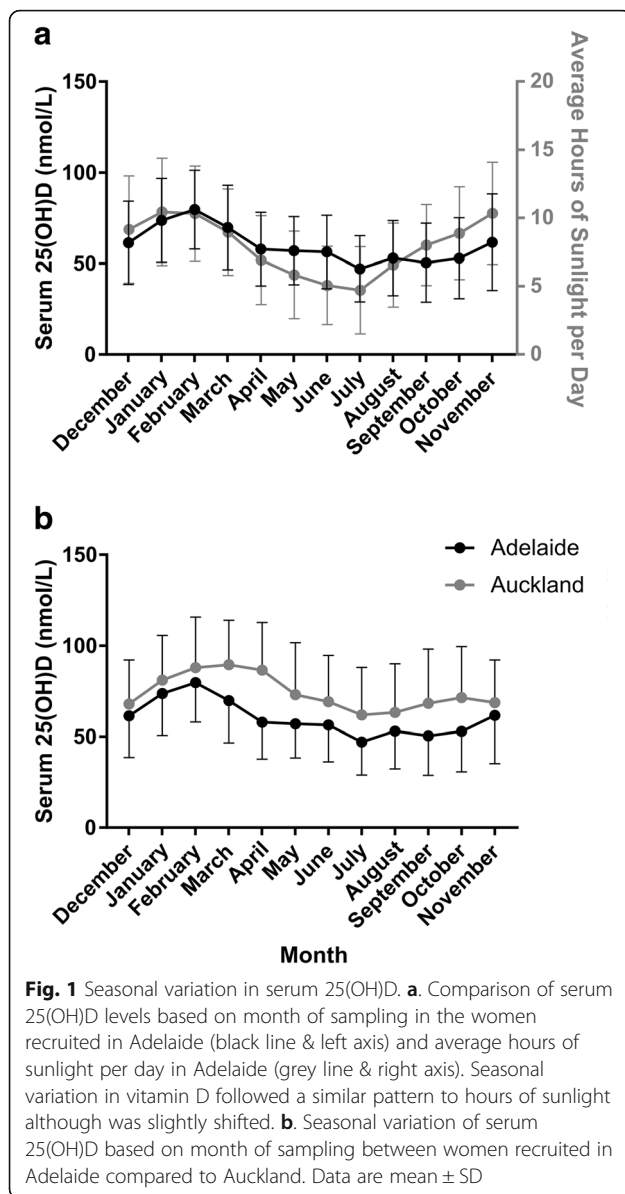 a
Serum 25(OH)D (nmol/L)
150
100
50
0
20
15
10
5
0
Average Hours of Sunlight per Day
December
January
February
March
April
May
June
July
August
September
October
November
b
Adelaide
Auckland
Serum 25(OH)D (nmol/L)
150
100
50
0
December
January
February
March
April
May
June
July
August
September
October
November
Month
Fig. 1 Seasonal variation in serum 25(OH)D. a. Comparison of serum
25(OH)D levels based on month of sampling in the women
recruited in Adelaide (black line & left axis) and average hours of
sunlight per day in Adelaide (grey line & right axis). Seasonal
variation in vitamin D followed a similar pattern to hours of sunlight
although was slightly shifted. b. Seasonal variation of serum
25(OH)D based on month of sampling between women recruited in
Adelaide compared to Auckland. Data are mean ± SD